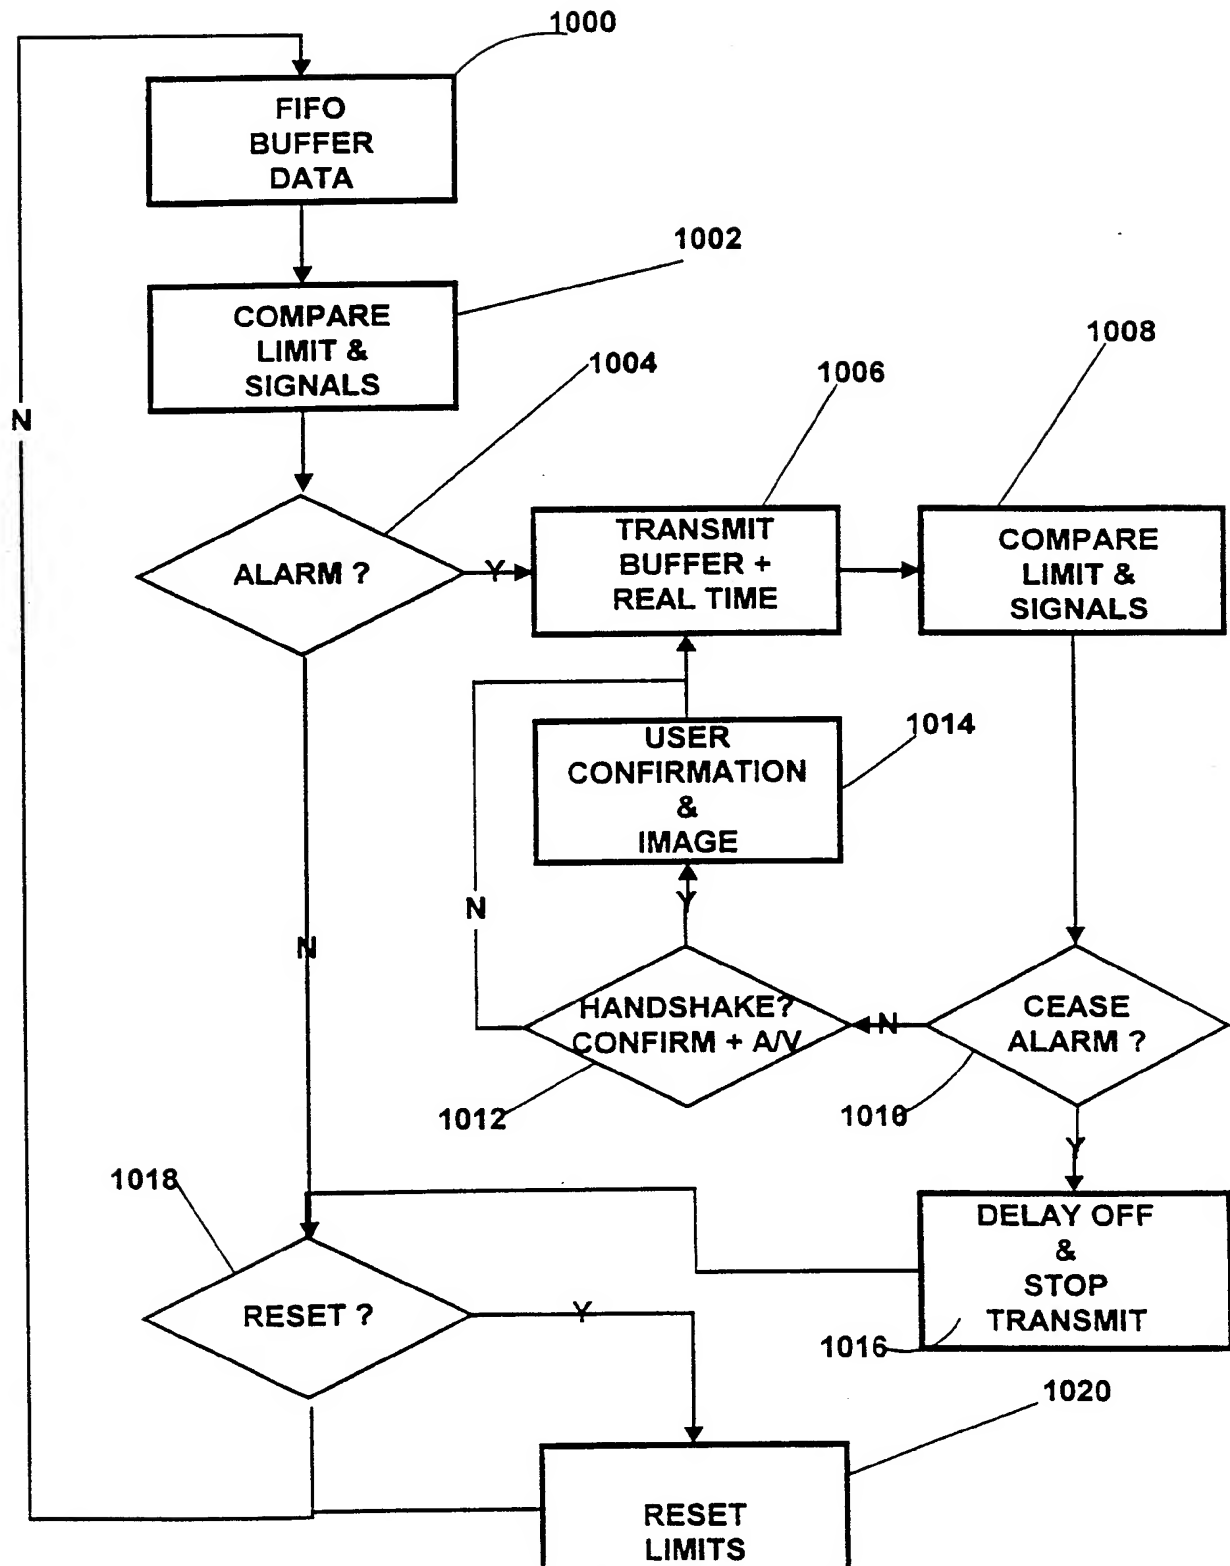 1000
FIFO
BUFFER
DATA
1002
COMPARE
LIMIT &
SIGNALS
1004
1006
1008
N
ALARM ?
Y
TRANSMIT
BUFFER +
REAL TIME
COMPARE
LIMIT &
SIGNALS
1014
USER
CONFIRMATION
&
IMAGE
Y
N
N
HANDSHAKE?
CONFIRM + A/V
N
CEASE
ALARM ?
1012
1010
Y
1018
DELAY OFF
&
STOP
TRANSMIT
1016
RESET ?
Y
1020
RESET
LIMITS